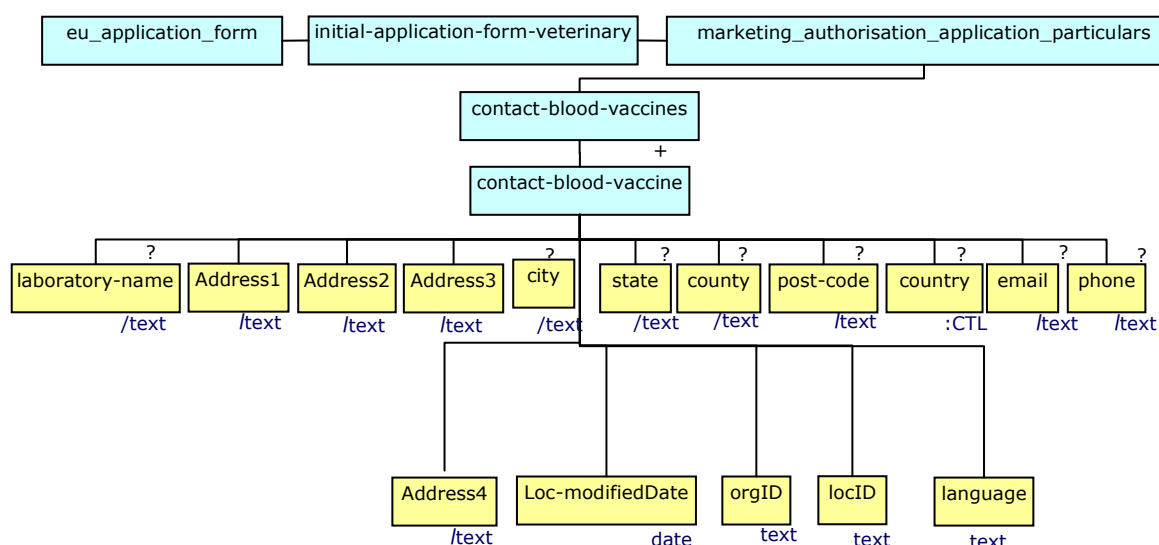 eu_application_form
initial-application-form-veterinary
marketing_authorisation_application_particulars
contact-blood-vaccines
+
contact-blood-vaccine
? ? ? ? ? ? ? ?
laboratory-name Address1 Address2 Address3 city state county post-code country email phone
/text /text /text /text /text /text /text /text :CTL /text /text
Address4 Loc-modifiedDate orgID locID language
/text date text text text